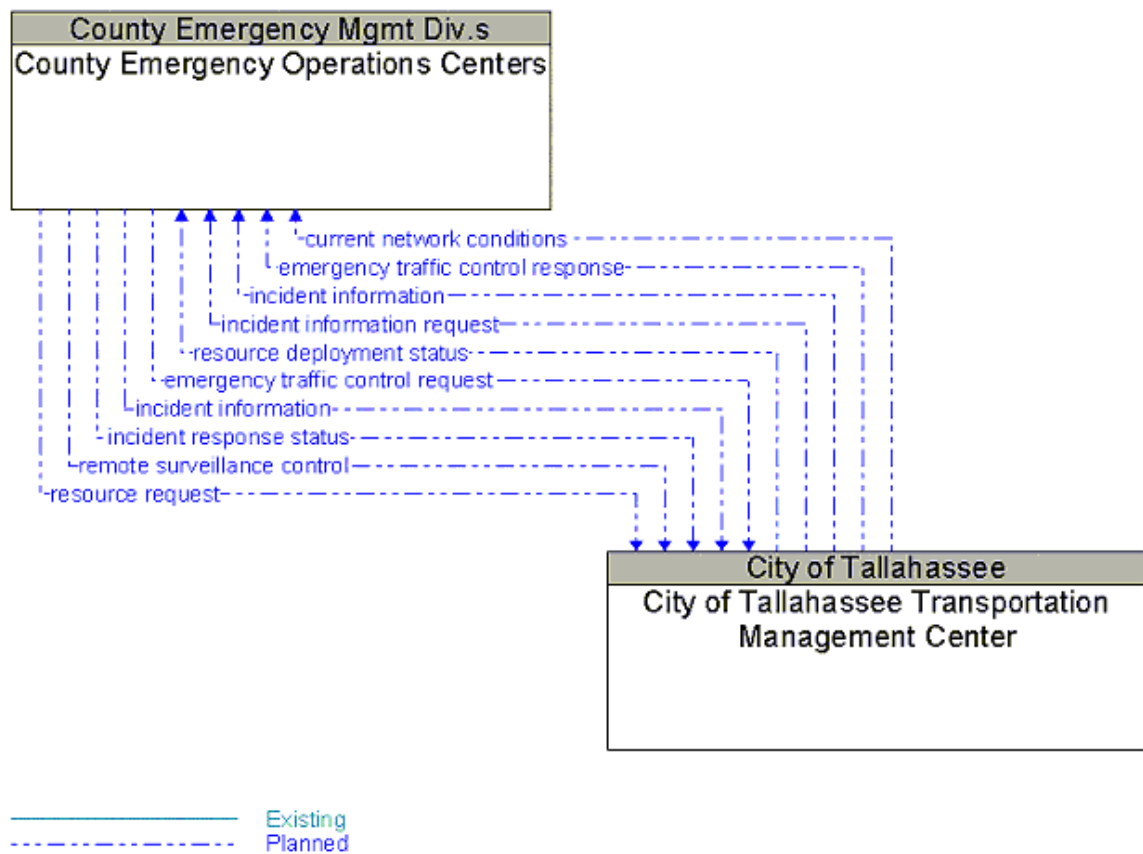 County Emergency Mgmt Div.s
County Emergency Operations Centers
current network conditions
emergency traffic control response
incident information
incident information request
resource deployment status
emergency traffic control request
incident information
incident response status
remote surveillance control
resource request
City of Tallahassee
City of Tallahassee Transportation
Management Center
Existing
Planned